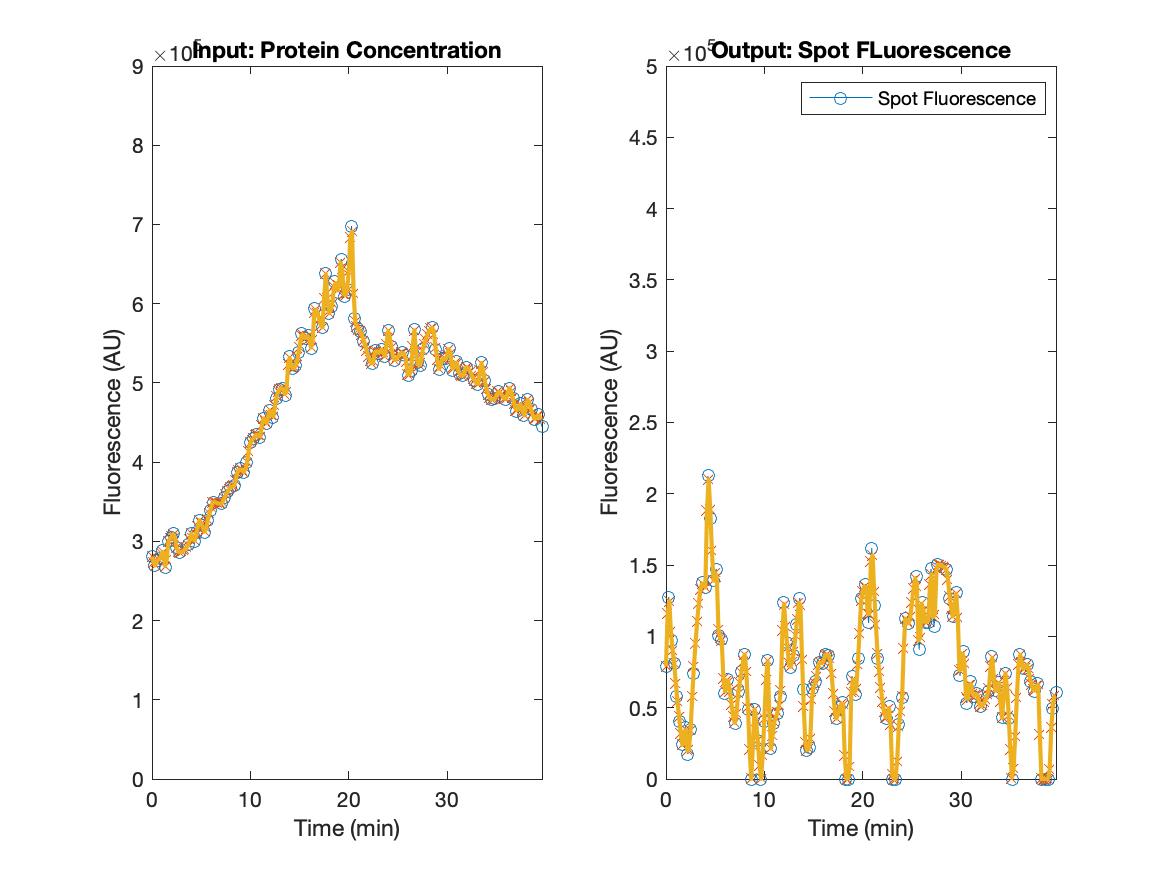 ×10⁵ Input: Protein Concentration
9
8
7
6
5
4
3
2
1
0
0 10 20 30
Time (min)
Fluorescence (AU)
×10⁵ Output: Spot FLuorescence
Spot Fluorescence
5
4.5
4
3.5
3
2.5
2
1.5
1
0.5
0
0 10 20 30
Time (min)
Fluorescence (AU)